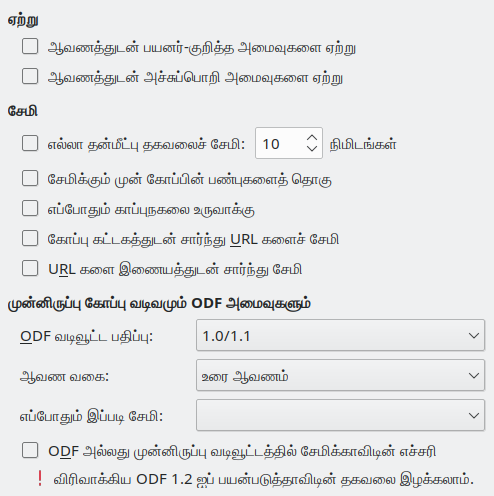 ஏற்று
ஆவணத்துடன் பயனர்-குறித்த அமைவுகளை ஏற்று
ஆவணத்துடன் அச்சுப்பொறி அமைவுகளை ஏற்று
சேமி
எல்லா தன்மீட்பு தகவலைச் சேமி: 10 நிமிடங்கள்
சேமிக்கும் முன் கோப்பின் பண்புகளைத் தொகு
எப்போதும் காப்புநகலை உருவாக்கு
கோப்பு கட்டகத்துடன் சார்ந்து URL களைச் சேமி
URL களை இணையத்துடன் சார்ந்து சேமி
முன்னிருப்பு கோப்பு வடிவமும் ODF அமைவுகளும்
ODF வடிவூட்ட பதிப்பு: 1.0/1.1
ஆவண வகை: உரை ஆவணம்
எப்போதும் இப்படி சேமி:
ODF அல்லது முன்னிருப்பு வடிவூட்டத்தில் சேமிக்காவிடின் எச்சரி
! விரிவாக்கிய ODF 1.2 ஐப் பயன்படுத்தாவிடின் தகவலை இழக்கலாம்.